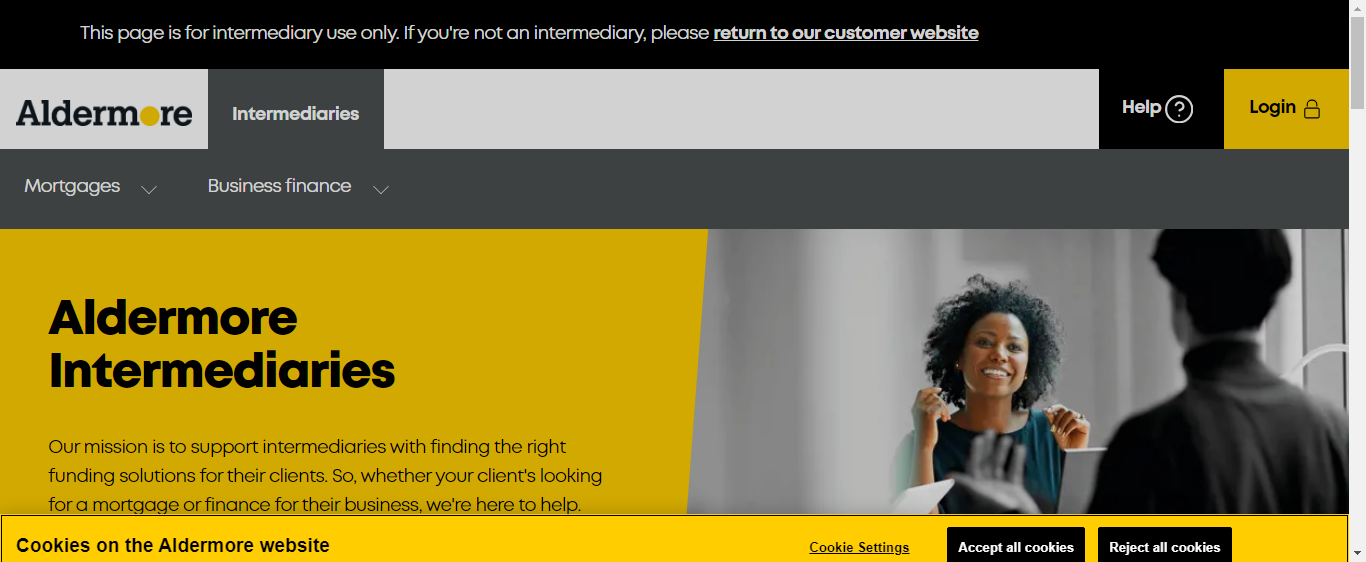 This page is for intermediary use only. If you're not an intermediary, please return to our customer website
Aldermore
Intermediaries
Help
Login
Mortgages
Business finance
Aldermore
Intermediaries
Our mission is to support intermediaries with finding the right
funding solutions for their clients. So, whether your client's looking
for a mortgage or finance for their business, we're here to help.
Cookies on the Aldermore website
Cookie Settings
Accept all cookies
Reject all cookies